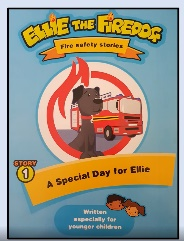 ELLIE THE FIREDOG
Fire safety stories
STORY
1
A Special Day for Ellie
Written
especially for
younger children